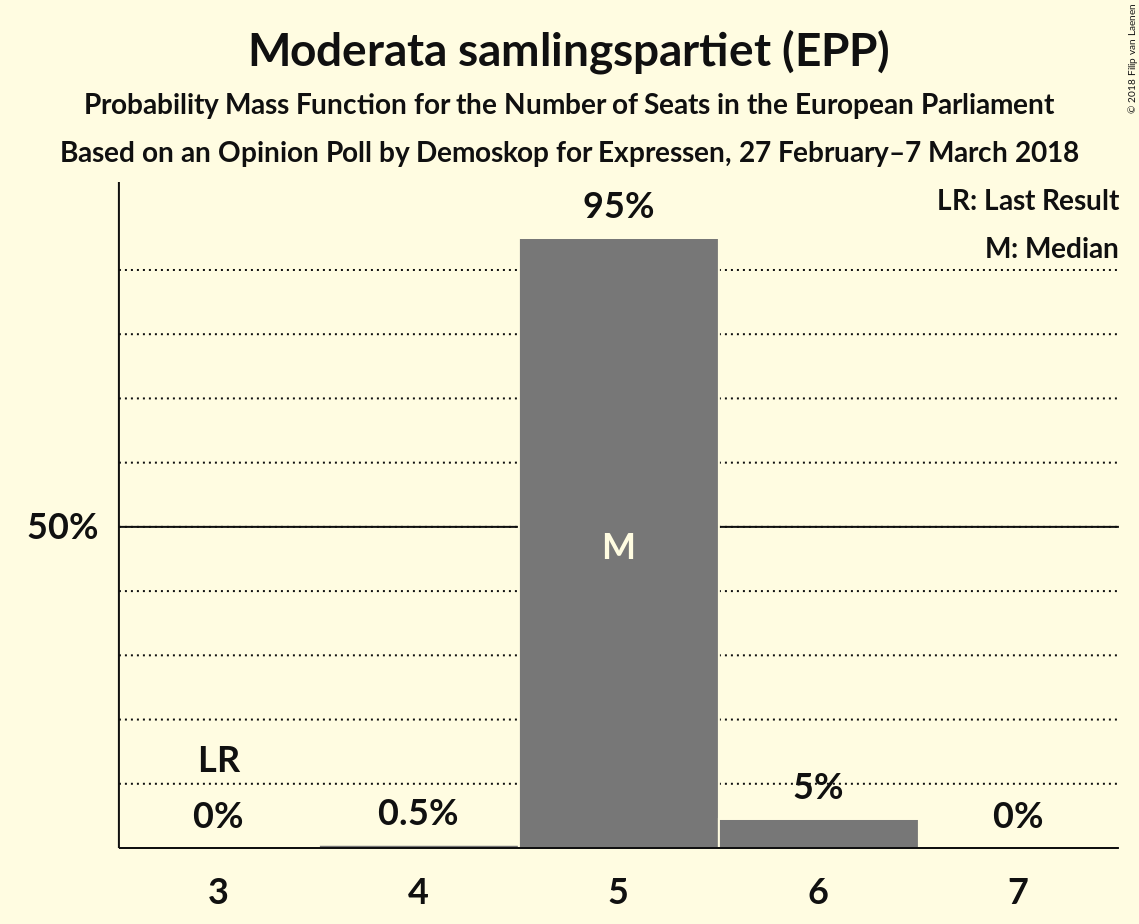 Moderata samlingspartiet (EPP)
Probability Mass Function for the Number of Seats in the European Parliament
Based on an Opinion Poll by Demoskop for Expressen, 27 February–7 March 2018
© 2018 Filip van Laenen
LR: Last Result
M: Median
95%
50%
M
LR
0%
0.5%
5%
0%
3
4
5
6
7